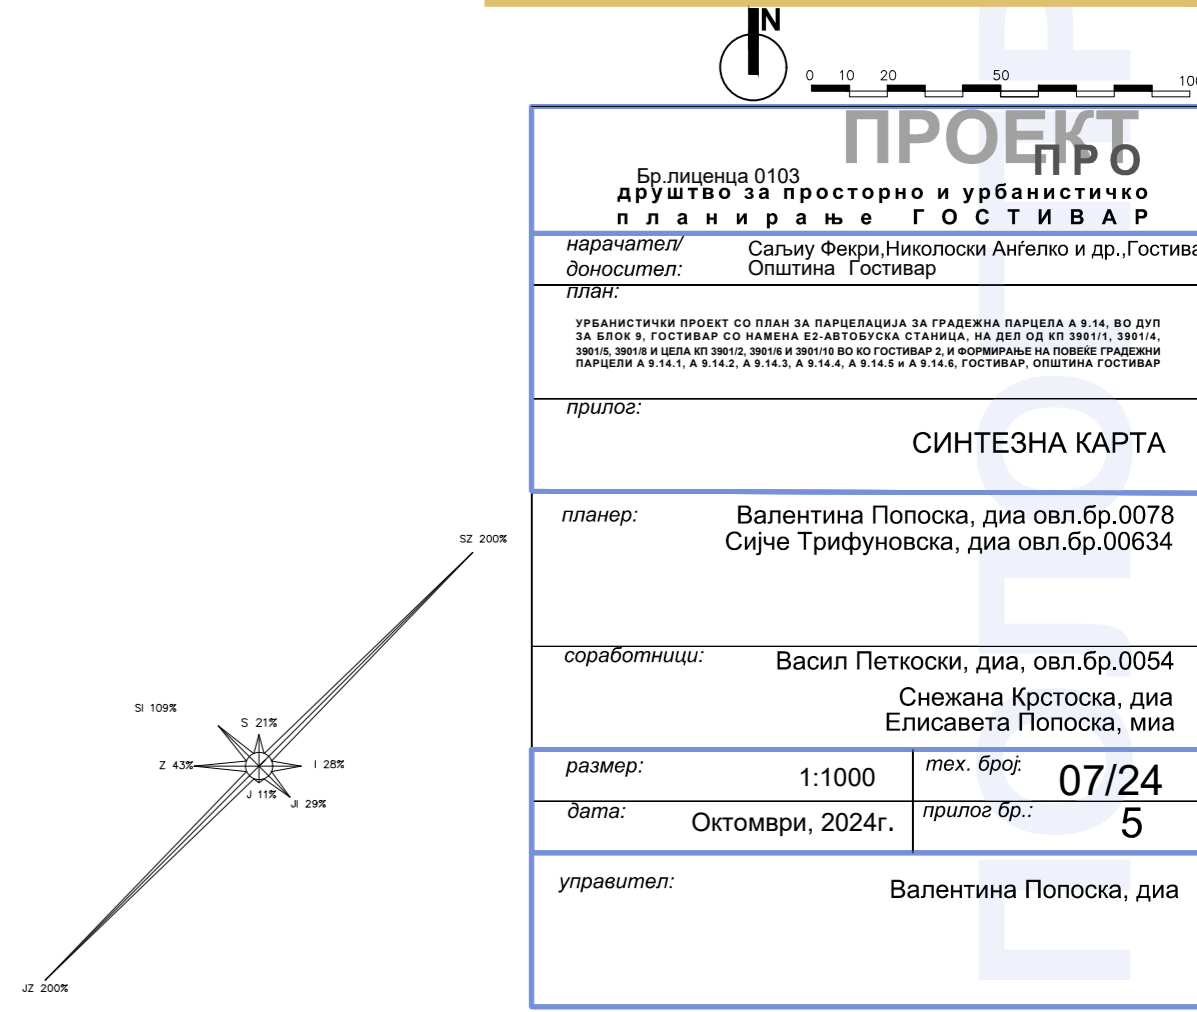 N
0 10 20 50 100
ПРОЕКТ
ПРО
Бр.лиценца 0103
друштво за просторно и урбанистичко
планирање ГОСТИВАР
нарачател/
Саљиу Фекри,Николоски Анѓелко и др.,Гостива
доносител:
Општина Гостивар
план:
УРБАНИСТИЧКИ ПРОЕКТ СО ПЛАН ЗА ПАРЦЕЛАЦИЈА ЗА ГРАДЕЖНА ПАРЦЕЛА А 9.14, ВО ДУП
ЗА БЛОК 9, ГОСТИВАР СО НАМЕНА Е2-АВТОБУСКА СТАНИЦА, НА ДЕЛ ОД КП 3901/1, 3901/4,
3901/5, 3901/8 И ЦЕЛА КП 3901/2, 3901/6 И 3901/10 ВО КО ГОСТИВАР 2, И ФОРМИРАЊЕ НА ПОВЕЌЕ ГРАДЕЖНИ
ПАРЦЕЛИ А 9.14.1, А 9.14.2, А 9.14.3, А 9.14.4, А 9.14.5 и А 9.14.6, ГОСТИВАР, ОПШТИНА ГОСТИВАР
прилог:
СИНТЕЗНА КАРТА
планер:
Валентина Попоска, диа овл.бр.0078
Сијче Трифуновска, диа овл.бр.00634
соработници:
Васил Петкоски, диа, овл.бр.0054
Снежана Крстоска, диа
Елисавета Попоска, миа
размер:
1:1000
тех. број:
07/24
дата:
Октомври, 2024г.
прилог бр.:
5
управител:
Валентина Попоска, диа
SZ 200%
SI 109%
S 21%
Z 43%
I 28%
J 11%
JI 29%
JZ 200%